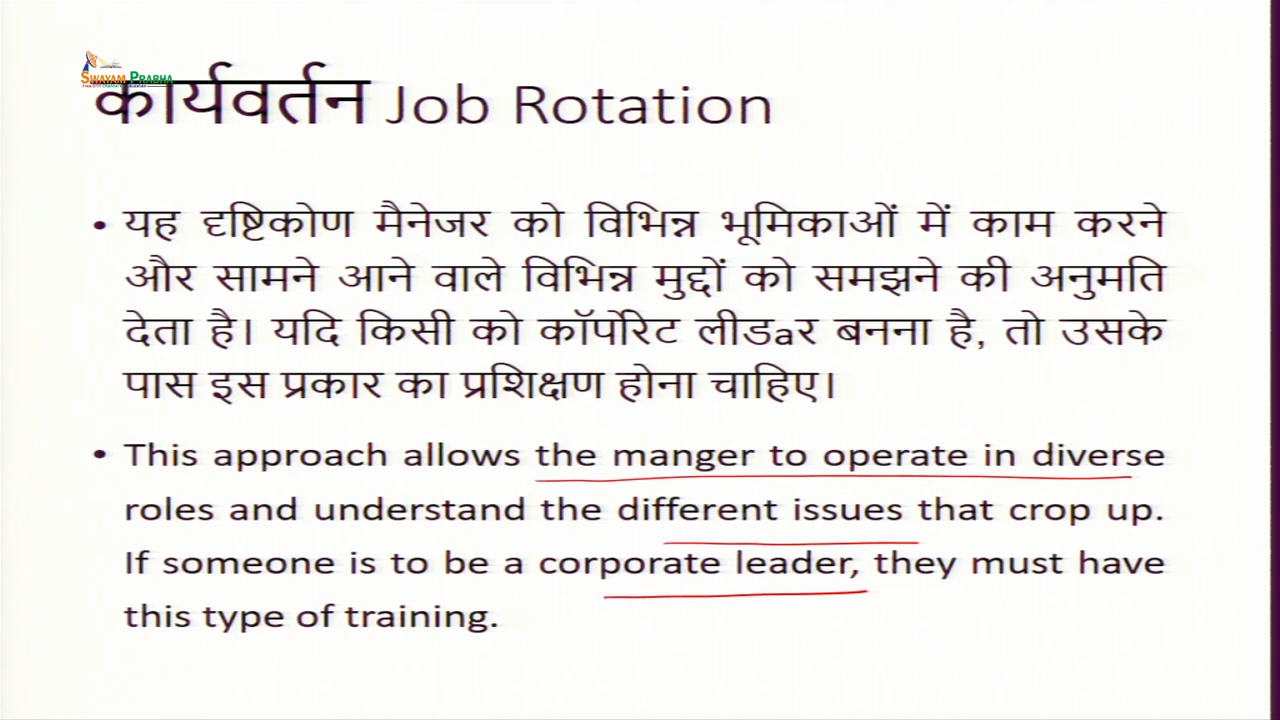 SWAYAM PRABHA
कार्यवर्तन Job Rotation
• यह दृष्टिकोण मैनेजर को विभिन्न भूमिकाओं में काम करने
और सामने आने वाले विभिन्न मुद्दों को समझने की अनुमति
देता है। यदि किसी को कॉर्पोरेट लीडaर बनना है, तो उसके
पास इस प्रकार का प्रशिक्षण होना चाहिए।
• This approach allows the manger to operate in diverse
roles and understand the different issues that crop up.
If someone is to be a corporate leader, they must have
this type of training.